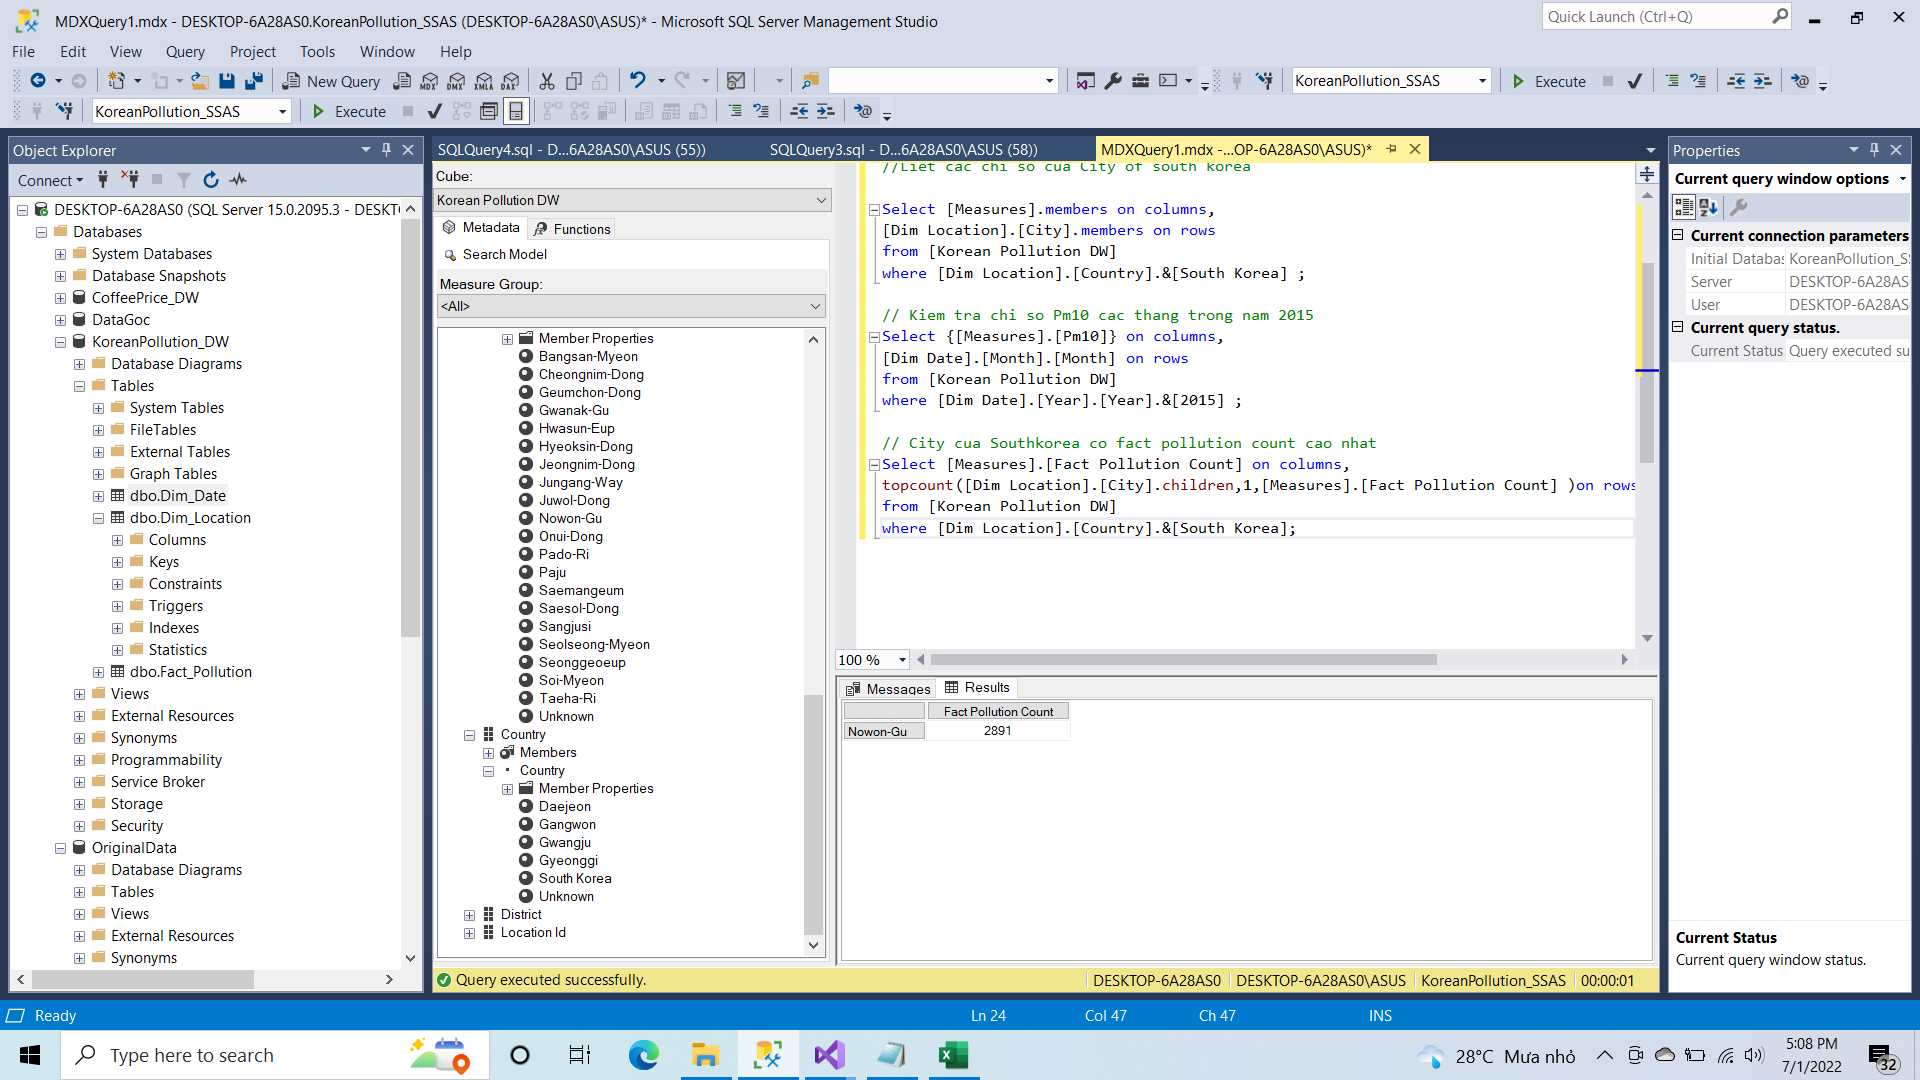 MDXQuery1.mdx - DESKTOP-6A28AS0.KoreanPollution_SSAS (DESKTOP-6A28AS0\ASUS)* - Microsoft SQL Server Management Studio
Quick Launch (Ctrl+Q)
File Edit View Query Project Tools Window Help
New Query MDX DMX XMLA DAX KoreanPollution_SSAS Execute
KoreanPollution_SSAS Execute
Object Explorer
Connect
DESKTOP-6A28AS0 (SQL Server 15.0.2095.3 - DESKT
Databases
System Databases
Database Snapshots
CoffeePrice_DW
DataGoc
KoreanPollution_DW
Database Diagrams
Tables
System Tables
FileTables
External Tables
Graph Tables
dbo.Dim_Date
dbo.Dim_Location
Columns
Keys
Constraints
Triggers
Indexes
Statistics
dbo.Fact_Pollution
Views
External Resources
Synonyms
Programmability
Service Broker
Storage
Security
OriginalData
Database Diagrams
Tables
Views
External Resources
Synonyms
SQLQuery4.sql - D...6A28AS0\ASUS (55)) SQLQuery3.sql - D...6A28AS0\ASUS (58)) MDXQuery1.mdx -...OP-6A28AS0\ASUS)*
Cube:
Korean Pollution DW
Metadata Functions
Search Model
Measure Group:
<All>
Member Properties
Bangsan-Myeon
Cheongnim-Dong
Geumchon-Dong
Gwanak-Gu
Hwasun-Eup
Hyeoksin-Dong
Jeongnim-Dong
Jungang-Way
Juwol-Dong
Nowon-Gu
Onui-Dong
Pado-Ri
Paju
Saemangeum
Saesol-Dong
Sangjusi
Seolseong-Myeon
Seonggeoeup
Soi-Myeon
Taeha-Ri
Unknown
Country
Members
Country
Member Properties
Daejeon
Gangwon
Gwangju
Gyeonggi
South Korea
Unknown
District
Location Id
//Liet cac chi so cua City of south korea
Select [Measures].members on columns,
[Dim Location].[City].members on rows
from [Korean Pollution DW]
where [Dim Location].[Country].&[South Korea] ;
// Kiem tra chi so Pm10 cac thang trong nam 2015
Select {[Measures].[Pm10]} on columns,
[Dim Date].[Month].[Month] on rows
from [Korean Pollution DW]
where [Dim Date].[Year].[Year].&[2015] ;
// City cua Southkorea co fact pollution count cao nhat
Select [Measures].[Fact Pollution Count] on columns,
topcount([Dim Location].[City].children,1,[Measures].[Fact Pollution Count] )on rows
from [Korean Pollution DW]
where [Dim Location].[Country].&[South Korea];
100 %
Messages Results
Fact Pollution Count
Nowon-Gu 2891
Query executed successfully. DESKTOP-6A28AS0 DESKTOP-6A28AS0\ASUS KoreanPollution_SSAS 00:00:01
Properties
Current query window options
Current connection parameters
Initial Databas KoreanPollution_S
Server DESKTOP-6A28AS
User DESKTOP-6A28AS
Current query status.
Current Status Query executed su
Current Status
Current query window status.
Ready Ln 24 Col 47 Ch 47 INS
Type here to search
28°C Mưa nhỏ
5:08 PM
7/1/2022
32